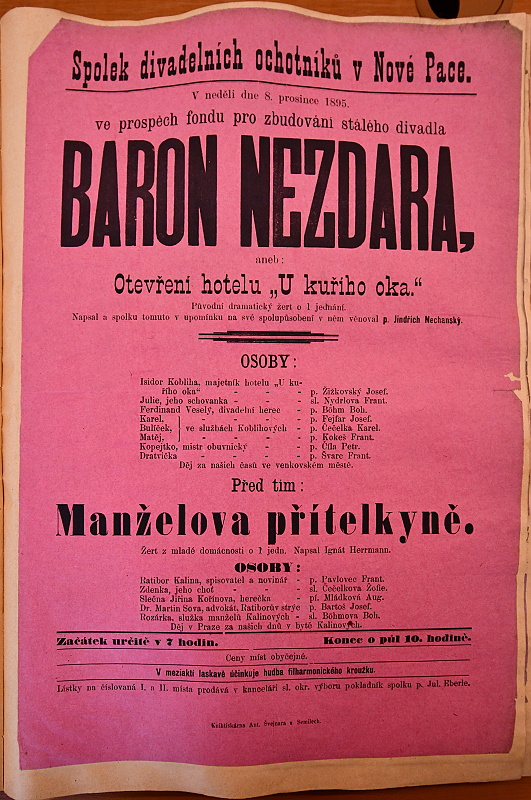 Spolek divadelních ochotníků v Nové Pace.
V neděli dne 8. prosince 1895.
ve prospěch fondu pro zbudování stálého divadla
BARON NEZDARA,
aneb:
Otevření hotelu „U kuřího oka.“
Původní dramatický žert o 1 jednání.
Napsal a spolku tomuto v upomínku na své spolupůsobení v něm věnoval p. Jindřich Nechanský.
OSOBY:
Isidor Kobliha, majetník hotelu „U ku-
řího oka“ - - - - p. Žižkovský Josef.
Julie, jeho schovanka - - - sl. Nydrlova Frant.
Ferdinand Veselý, divadelní herec - p. Böhm Boh.
Karel, - - - - p. Fejfar Josef.
Bulíček, } ve službách Koblihových - p. Čečelka Karel.
Matěj, - - - - p. Kokeš Frant.
Kopejtko, mistr obuvnický - - p. Číla Petr.
Dratvička - - - - p. Švarc Frant.
Děj za našich časů ve venkovském městě.
Před tím:
Manželova přítelkyně.
Žert z mladé domácnosti o 1 jedn. Napsal Ignát Herrmann.
OSOBY:
Ratibor Kalina, spisovatel a novinář - p. Pavlovec Frant.
Zdenka, jeho choť - - - sl. Čečelkova Žofie.
Slečna Jiřina Kořínova, herečka - pí. Mládková Aug.
Dr. Martin Sova, advokát, Ratiborův strýc p. Bartoš Josef.
Rozárka, služka manželů Kalinových - sl. Böhmova Boh.
Děj v Praze za našich dnů v bytě Kalinových.
Začátek určitě v 7 hodin. Konec o půl 10. hodině.
Ceny míst obyčejné.
V meziaktí laskavě účinkuje hudba filharmonického kroužku.
Lístky na číslovaná I. a II. místa prodává v kanceláři sl. okr. výboru pokladník spolku p. Jul. Eberle.
Knihtiskárna Ant. Švejnara v Semilech.